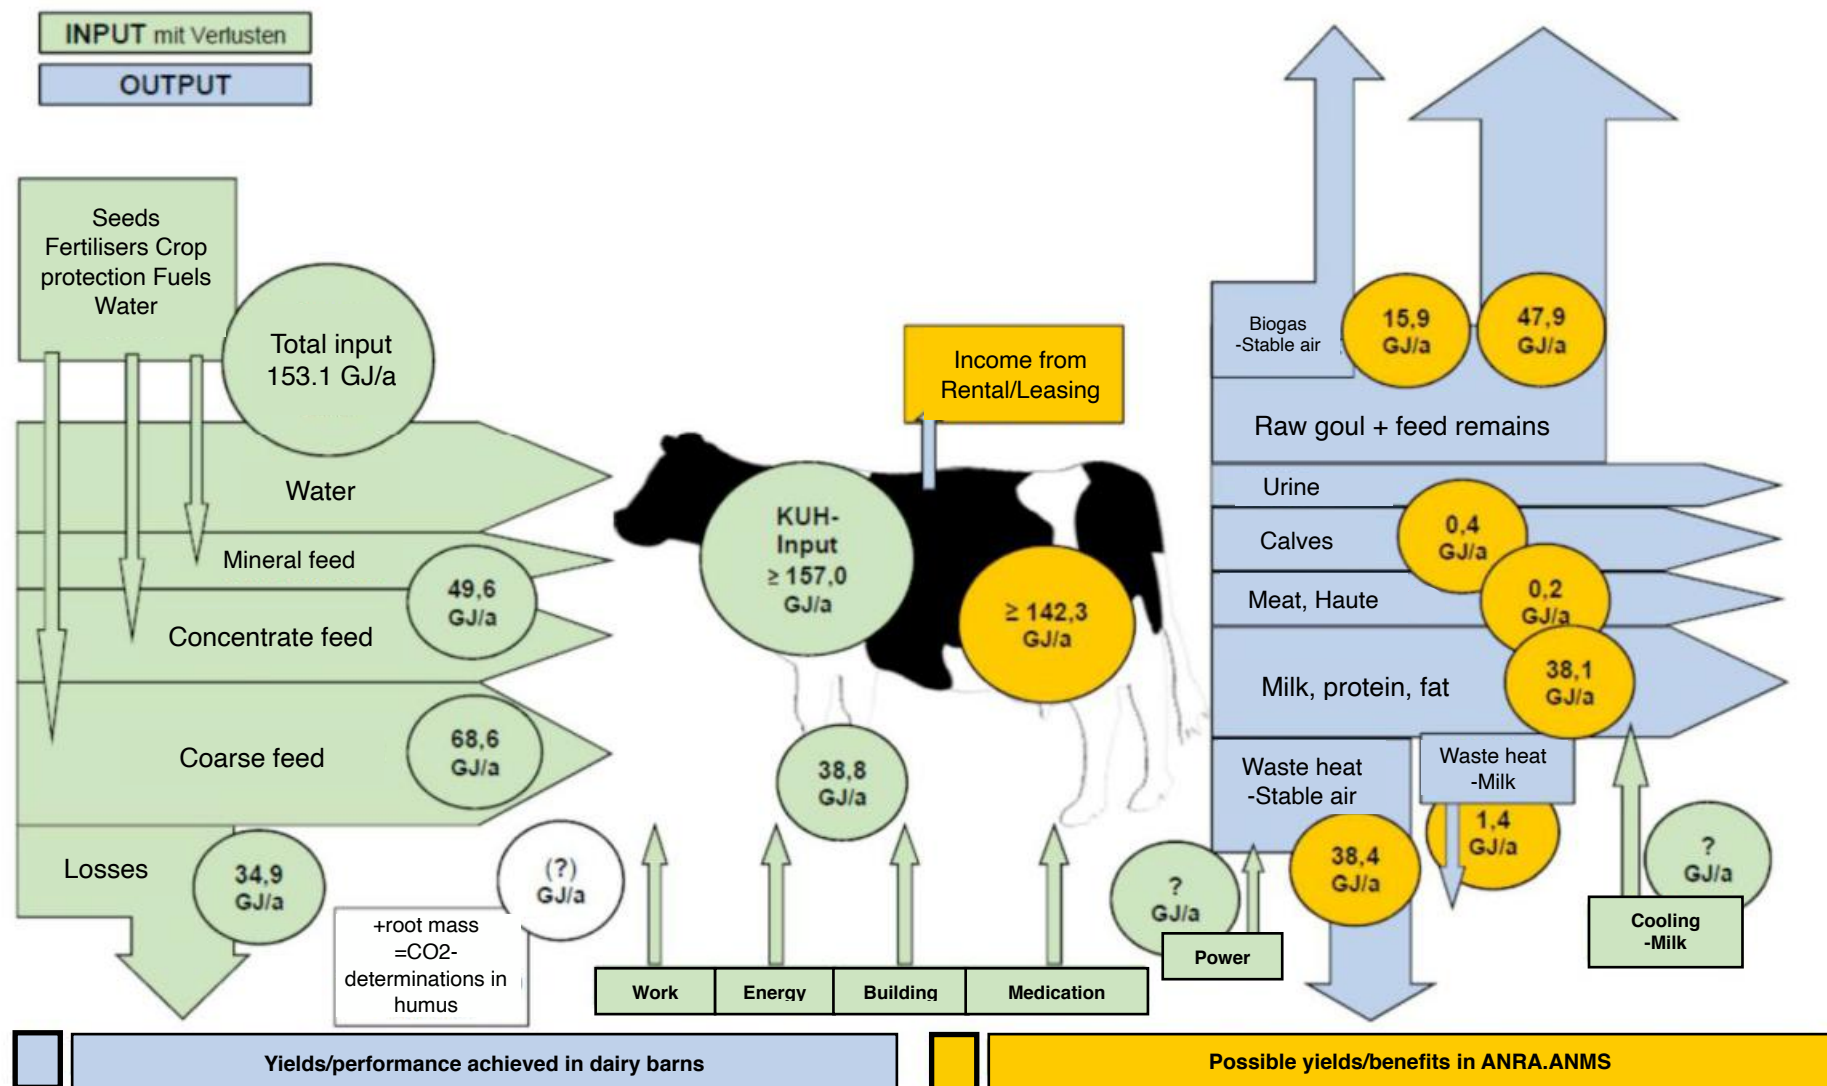 INPUT mit Verlusten
OUTPUT
Seeds
Fertilisers Crop
protection Fuels
Water
Total input
153.1 GJ/a
Water
Mineral feed
49,6
GJ/a
Concentrate feed
68,6
GJ/a
Coarse feed
Losses
34,9
GJ/a
(?)
GJ/a
+root mass
=CO2-
determinations in
humus
Income from
Rental/Leasing
KUH-
Input
≥ 157,0
GJ/a
≥ 142,3
GJ/a
38,8
GJ/a
Work
Energy
Building
Medication
Biogas
-Stable air
15,9
GJ/a
47,9
GJ/a
Raw goul + feed remains
Urine
Calves
0,4
GJ/a
Meat, Haute
0,2
GJ/a
Milk, protein, fat
38,1
GJ/a
Waste heat
-Stable air
Waste heat
-Milk
1,4
GJ/a
38,4
GJ/a
?
GJ/a
Power
?
GJ/a
Cooling
-Milk
Yields/performance achieved in dairy barns
Possible yields/benefits in ANRA.ANMS